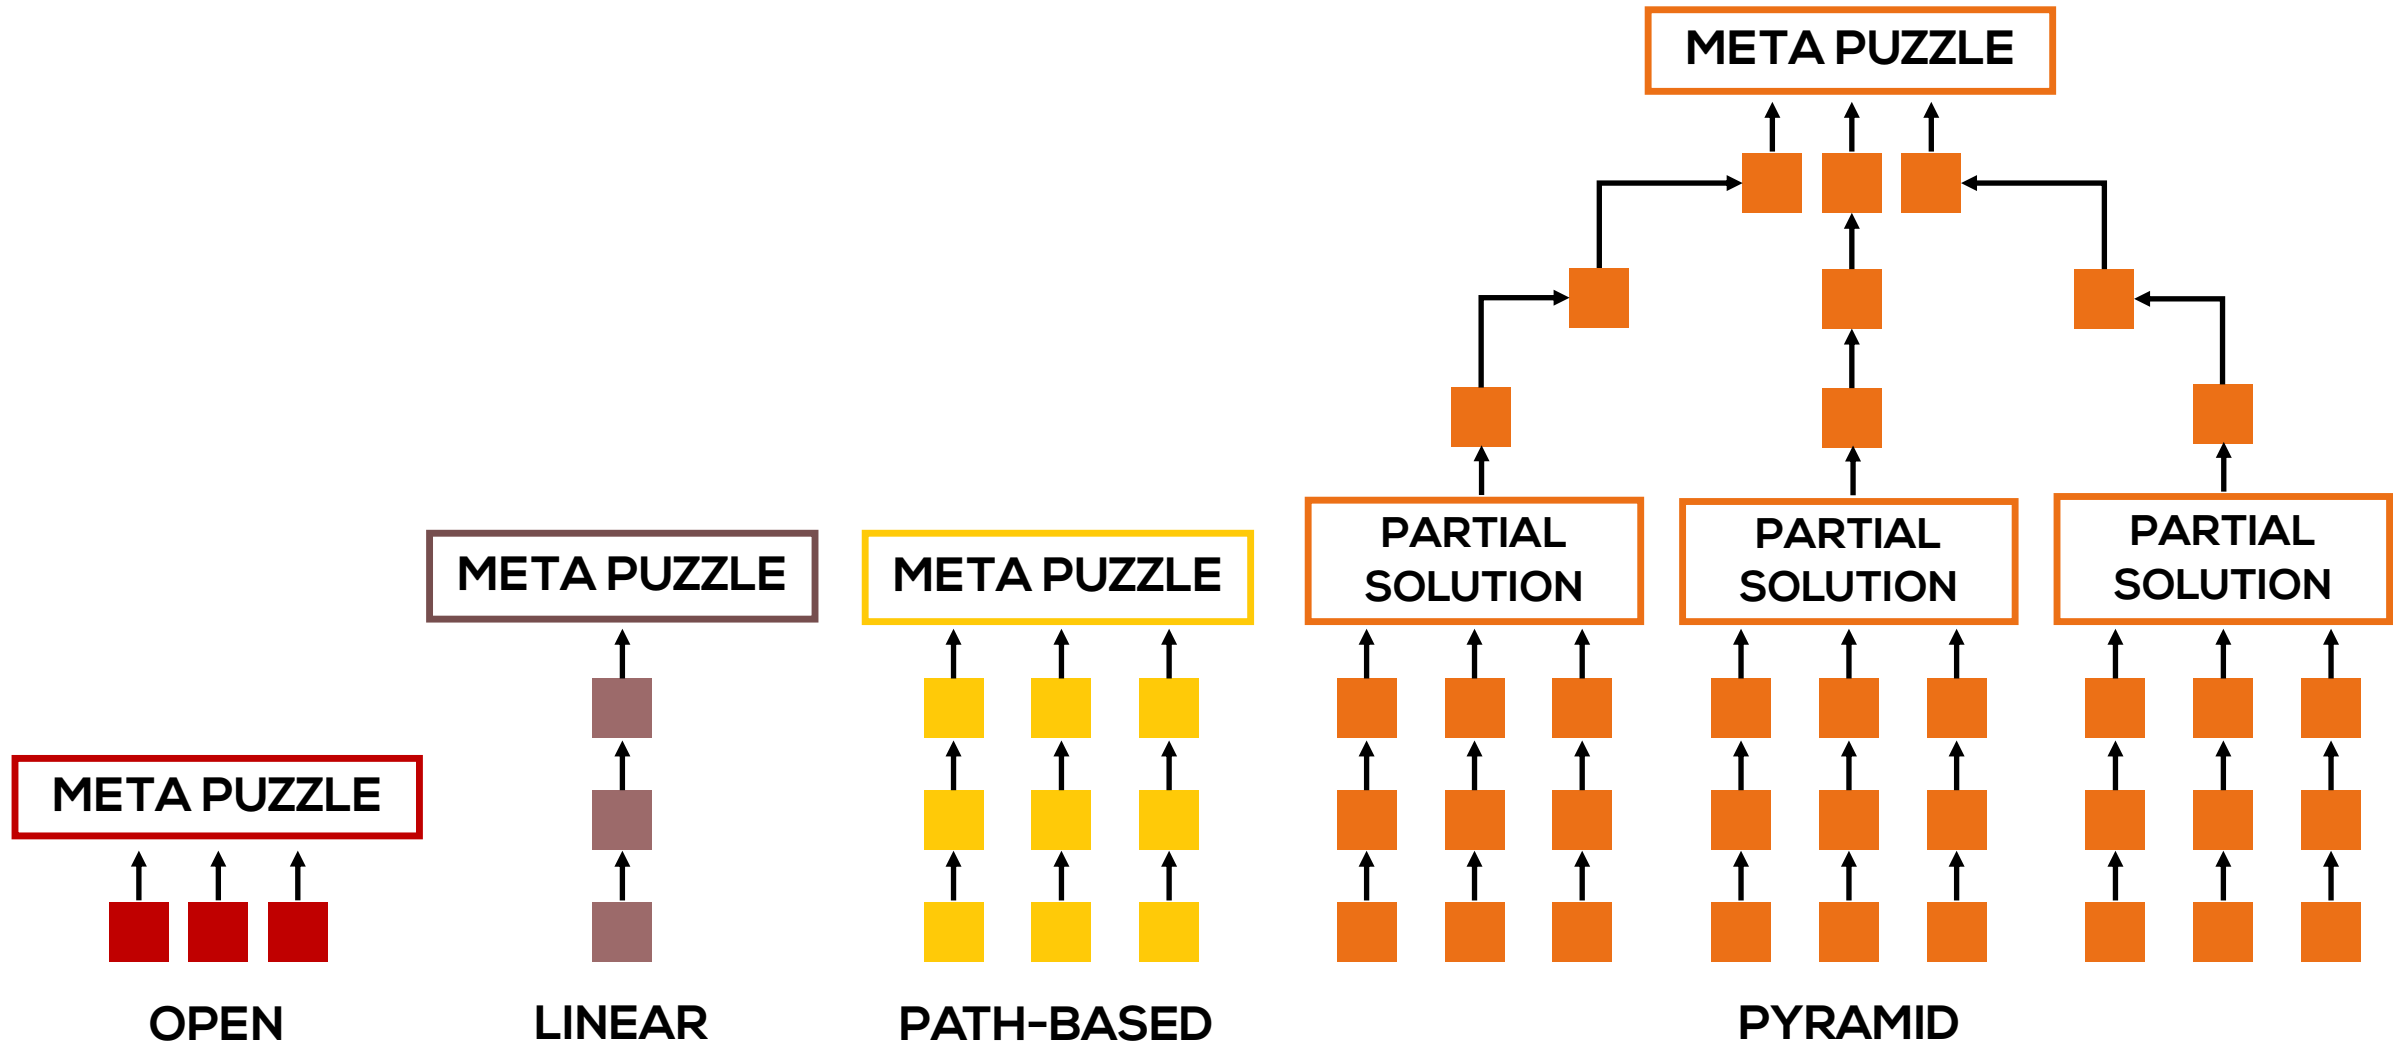 META PUZZLE
PARTIAL
SOLUTION
PARTIAL
SOLUTION
PARTIAL
SOLUTION
META PUZZLE
META PUZZLE
META PUZZLE
OPEN
LINEAR
PATH-BASED
PYRAMID